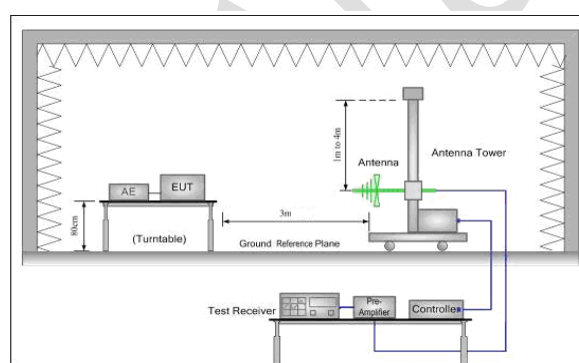 1m to 4m
Antenna
Antenna Tower
AE
EUT
80cm
3m
(Turntable)
Ground Reference Plane
Test Receiver
Pre-
Amplifier
Controller